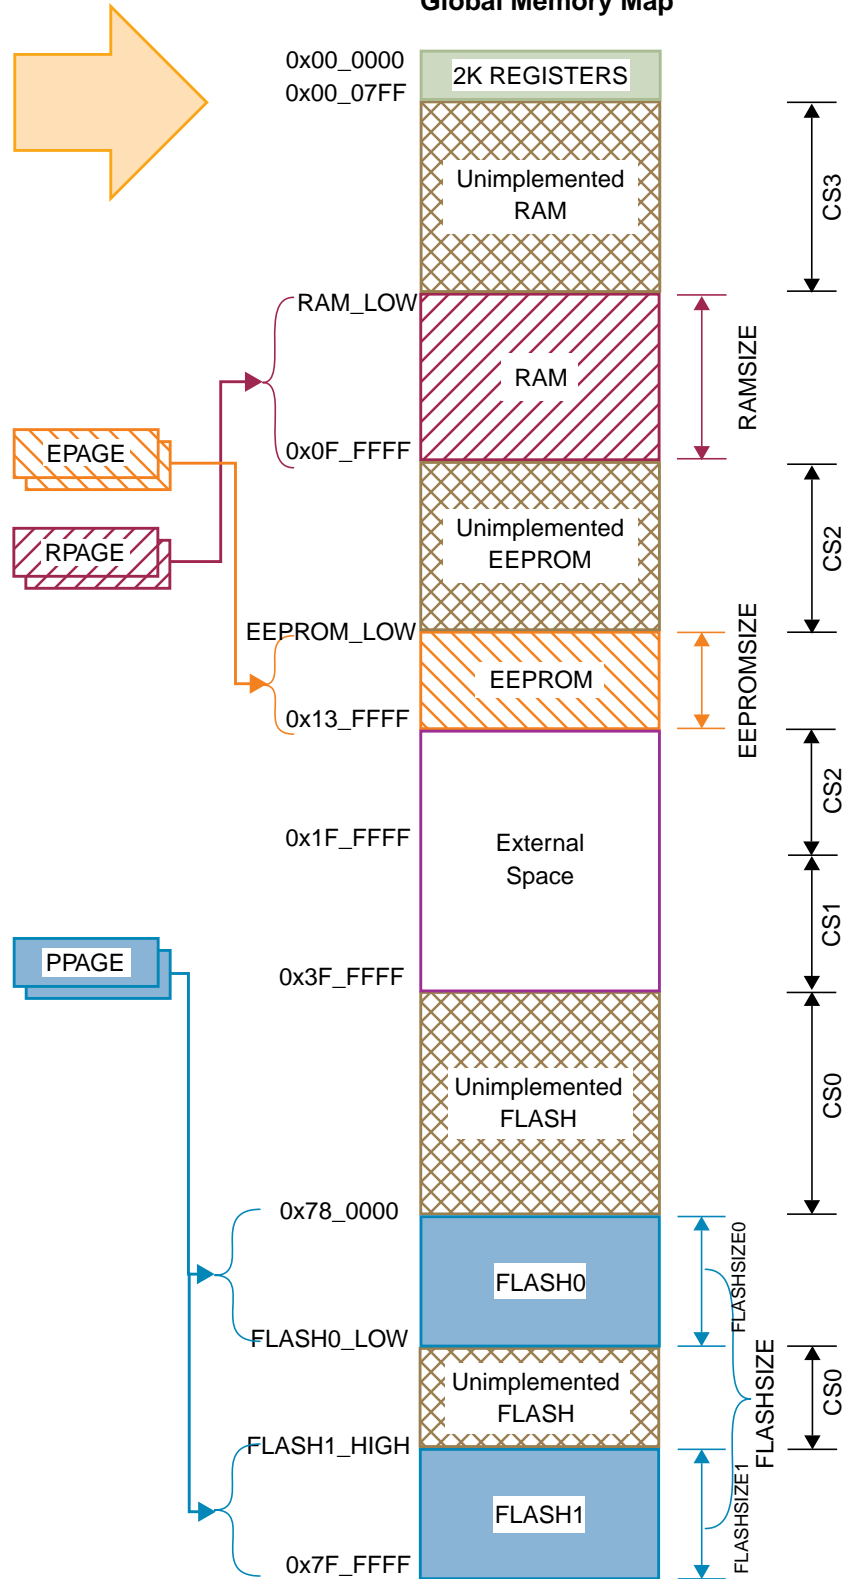 Global Memory Map
0x00_0000
2K REGISTERS
0x00_07FF
Unimplemented
RAM
CS3
RAM_LOW
RAM
RAMSIZE
0x0F_FFFF
EPAGE
RPAGE
Unimplemented
EEPROM
CS2
EEPROM_LOW
EEPROM
EEPROMSIZE
0x13_FFFF
CS2
0x1F_FFFF
External
Space
CS1
PPAGE
0x3F_FFFF
Unimplemented
FLASH
CS0
0x78_0000
FLASH0
FLASHSIZE0
FLASH0_LOW
Unimplemented
FLASH
FLASHSIZE
CS0
FLASH1_HIGH
FLASH1
FLASHSIZE1
0x7F_FFFF